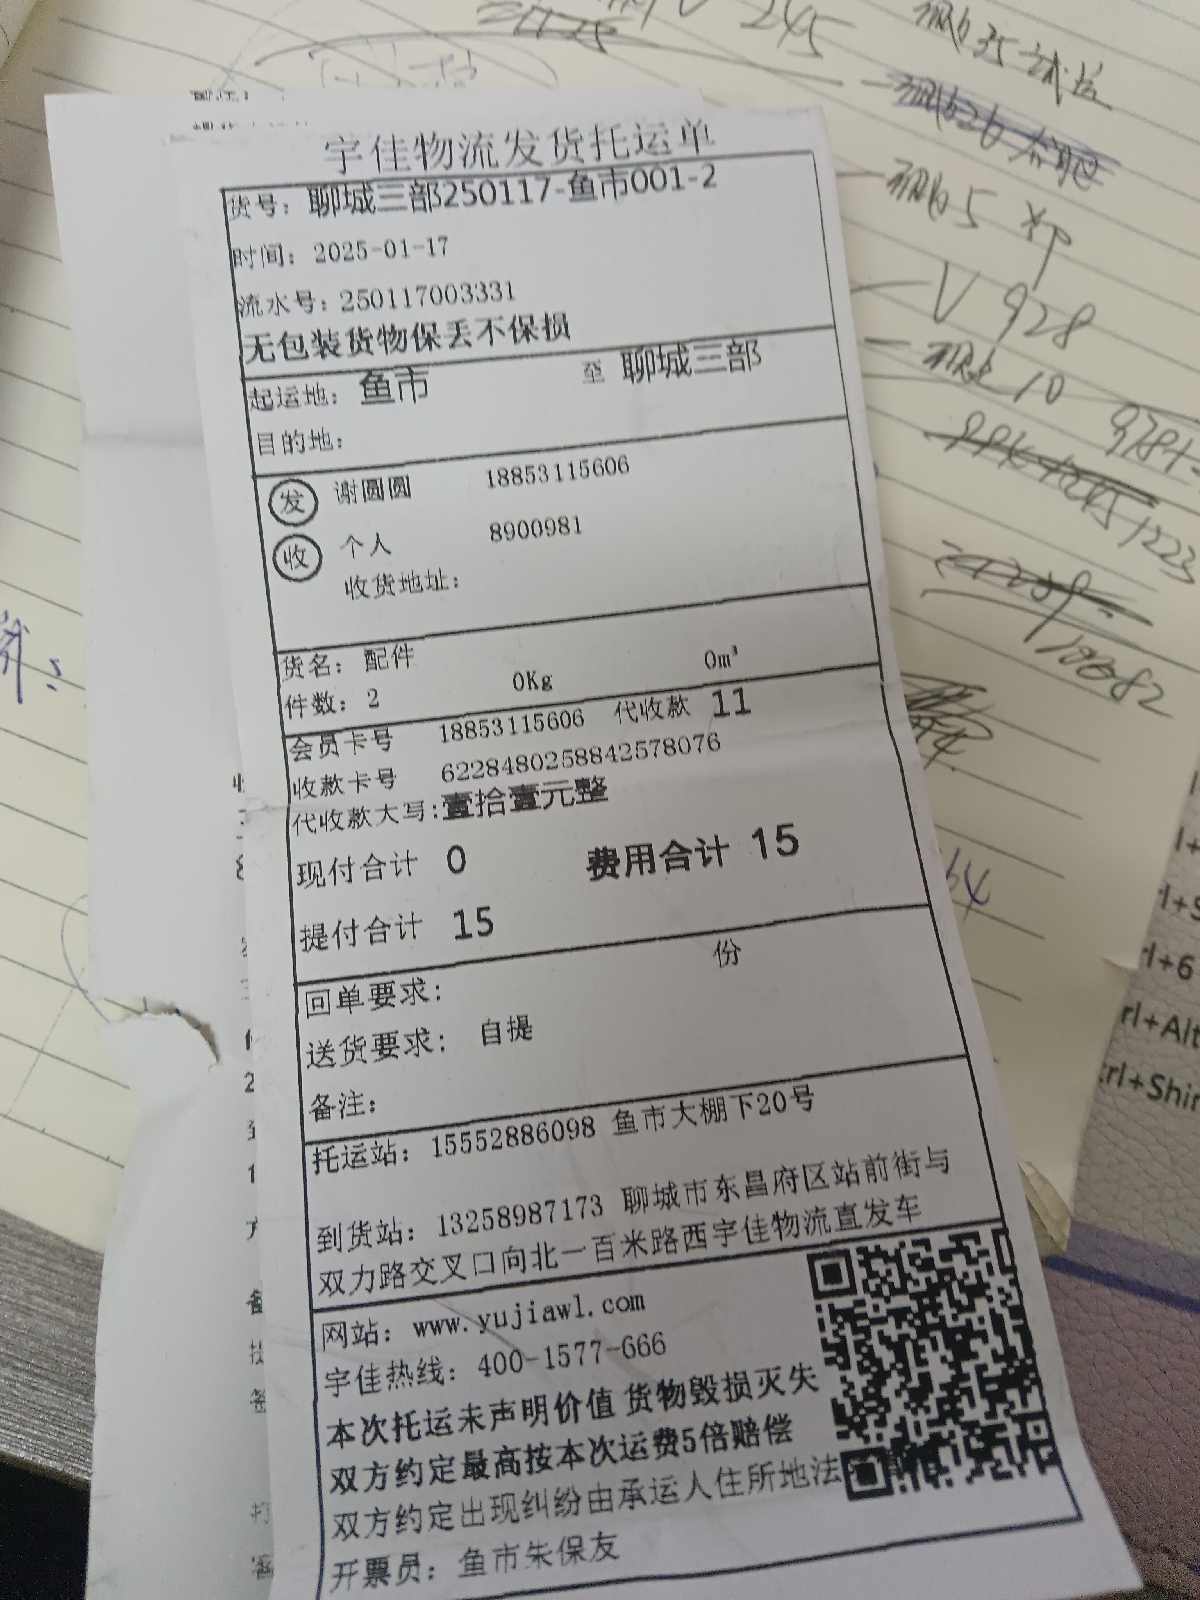 宇佳物流发货托运单
货号：聊城三部250117-鱼市001-2
时间：2025-01-17
流水号：250117003331
无包装货物保丢不保损
起运地：鱼市 至 聊城三部
目的地：
发 谢圆圆 18853115606
收 个人 8900981
收货地址：
货名：配件
件数：2 0Kg 0m³
会员卡号 18853115606 代收款 11
收款卡号 6228480258842578076
代收款大写：壹拾壹元整
现付合计 0 费用合计 15
提付合计 15
份
回单要求：
送货要求：自提
备注：
托运站：15552886098 鱼市大棚下20号
到货站：13258987173 聊城市东昌府区站前街与
双力路交叉口向北一百米路西宇佳物流直发车
网站：www.yujiawl.com
宇佳热线：400-1577-666
本次托运未声明价值 货物毁损灭失
双方约定最高按本次运费5倍赔偿
双方约定出现纠纷由承运人住所地法
开票员：鱼市朱保友
V 245
V 928
10
1223
rl+6
rl+Alt
rl+Shif